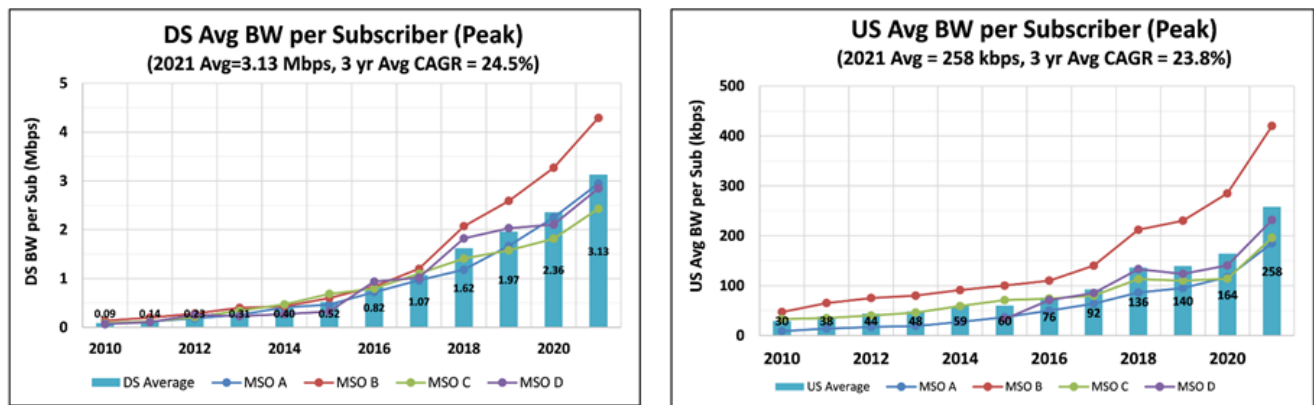 DS Avg BW per Subscriber (Peak)
(2021 Avg=3.13 Mbps, 3 yr Avg CAGR = 24.5%)
DS BW per Sub (Mbps)
5
4
3
2
1
0
0.09 0.14 0.23 0.31 0.40 0.52 0.82 1.07 1.62 1.97 2.36 3.13
2010 2012 2014 2016 2018 2020
DS Average MSO A MSO B MSO C MSO D
US Avg BW per Subscriber (Peak)
(2021 Avg = 258 kbps, 3 yr Avg CAGR = 23.8%)
US Avg BW per Sub (kbps)
500
400
300
200
100
0
30 38 44 48 59 60 76 92 136 140 164 258
2010 2012 2014 2016 2018 2020
US Average MSO A MSO B MSO C MSO D